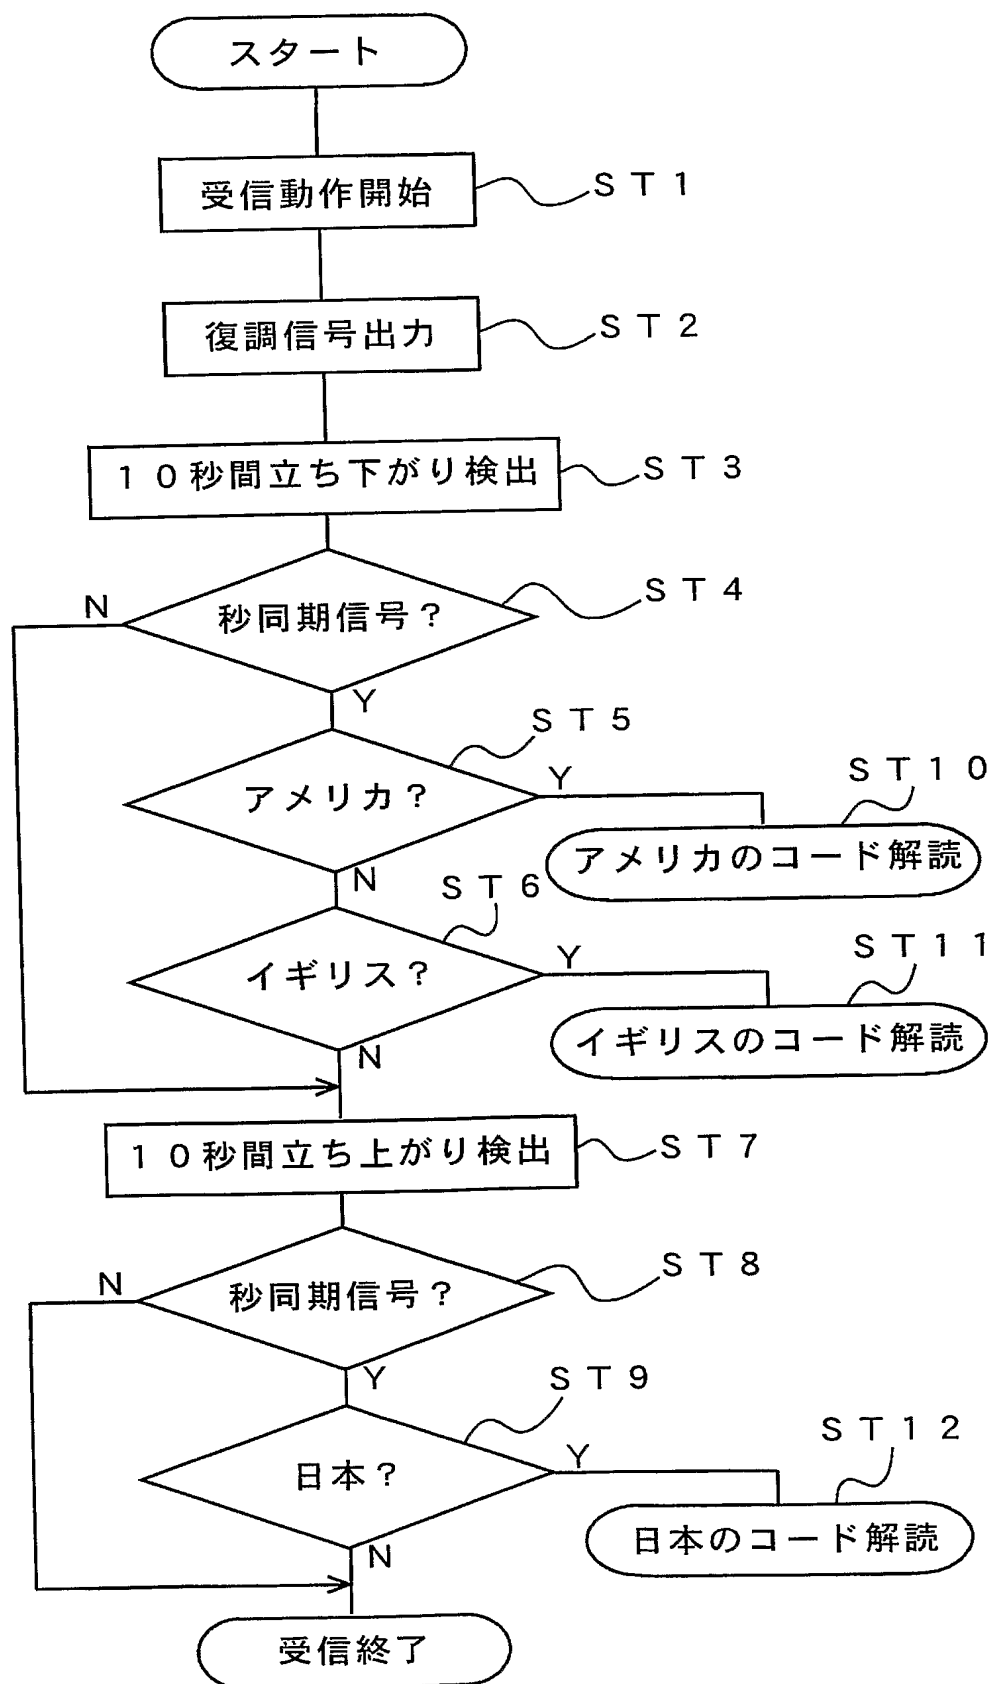 スタート
受信動作開始
ＳＴ１
復調信号出力
ＳＴ２
１０秒間立ち下がり検出
ＳＴ３
秒同期信号？
ＳＴ４
N
Y
アメリカ？
ＳＴ５
Y
N
ＳＴ１０
アメリカのコード解読
イギリス？
ＳＴ６
Y
N
ＳＴ１１
イギリスのコード解読
１０秒間立ち上がり検出
ＳＴ７
秒同期信号？
ＳＴ８
N
Y
日本？
ＳＴ９
Y
N
ＳＴ１２
日本のコード解読
受信終了